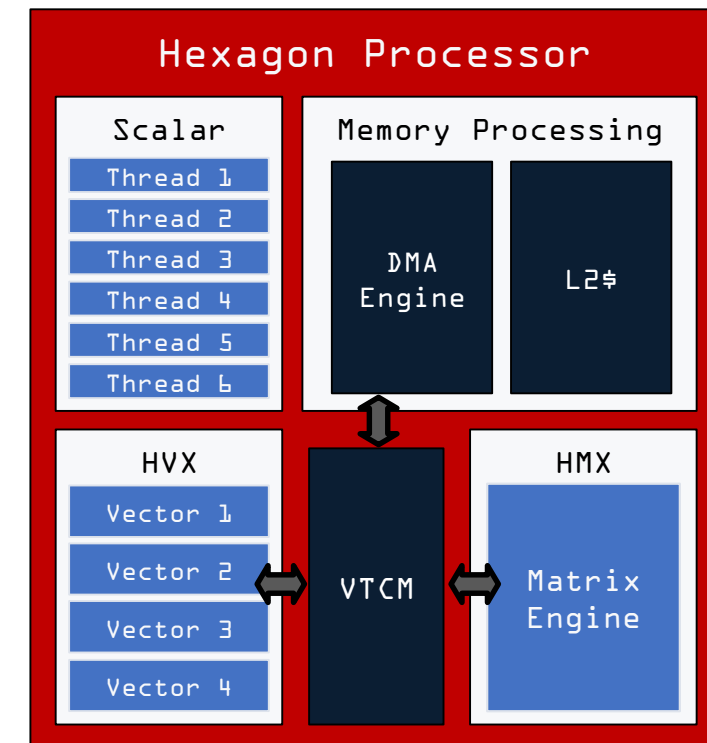 Hexagon Processor
Scalar
Thread 1
Thread 2
Thread 3
Thread 4
Thread 5
Thread 6
Memory Processing
DMA
Engine
L2$
HVX
Vector 1
Vector 2
Vector 3
Vector 4
VTCM
HMX
Matrix
Engine